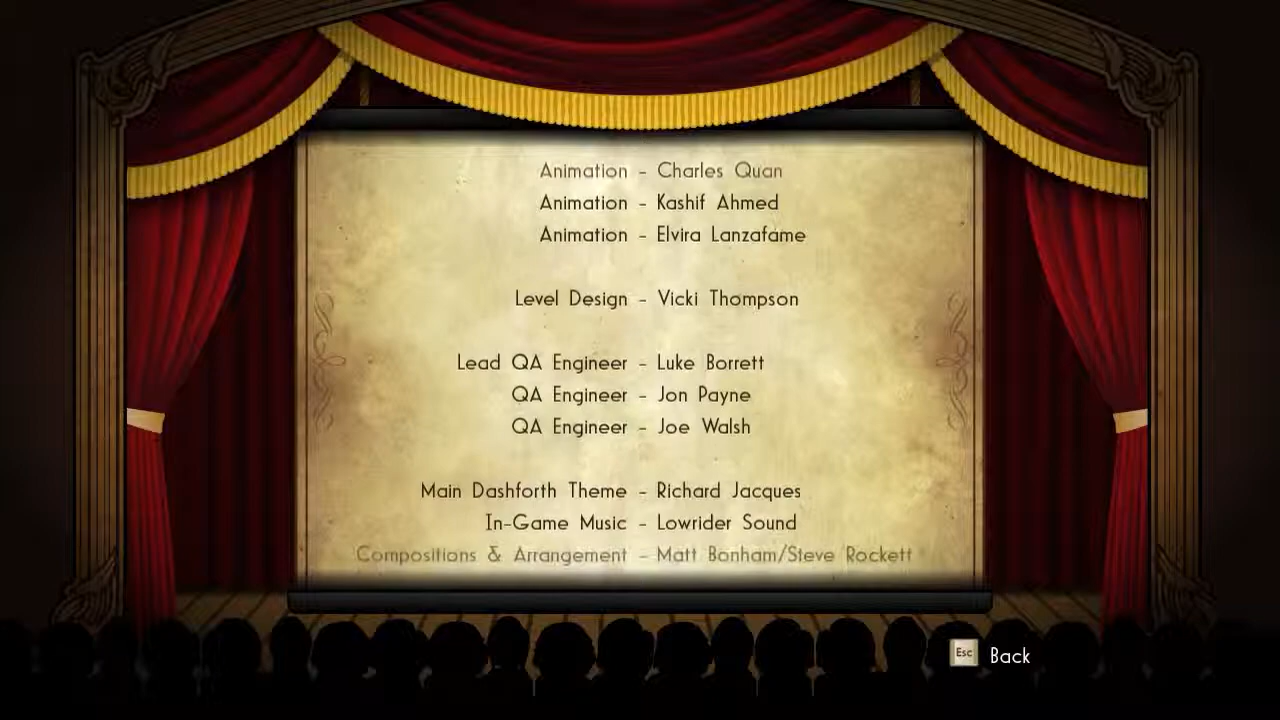 Animation - Charles Quan
Animation - Kashif Ahmed
Animation - Elvira Lanzafame
Level Design - Vicki Thompson
Lead QA Engineer - Luke Borrett
QA Engineer - Jon Payne
QA Engineer - Joe Walsh
Main Dashforth Theme - Richard Jacques
In-Game Music - Lowrider Sound
Compositions & Arrangement - Matt Bonham/Steve Rockett
Esc Back